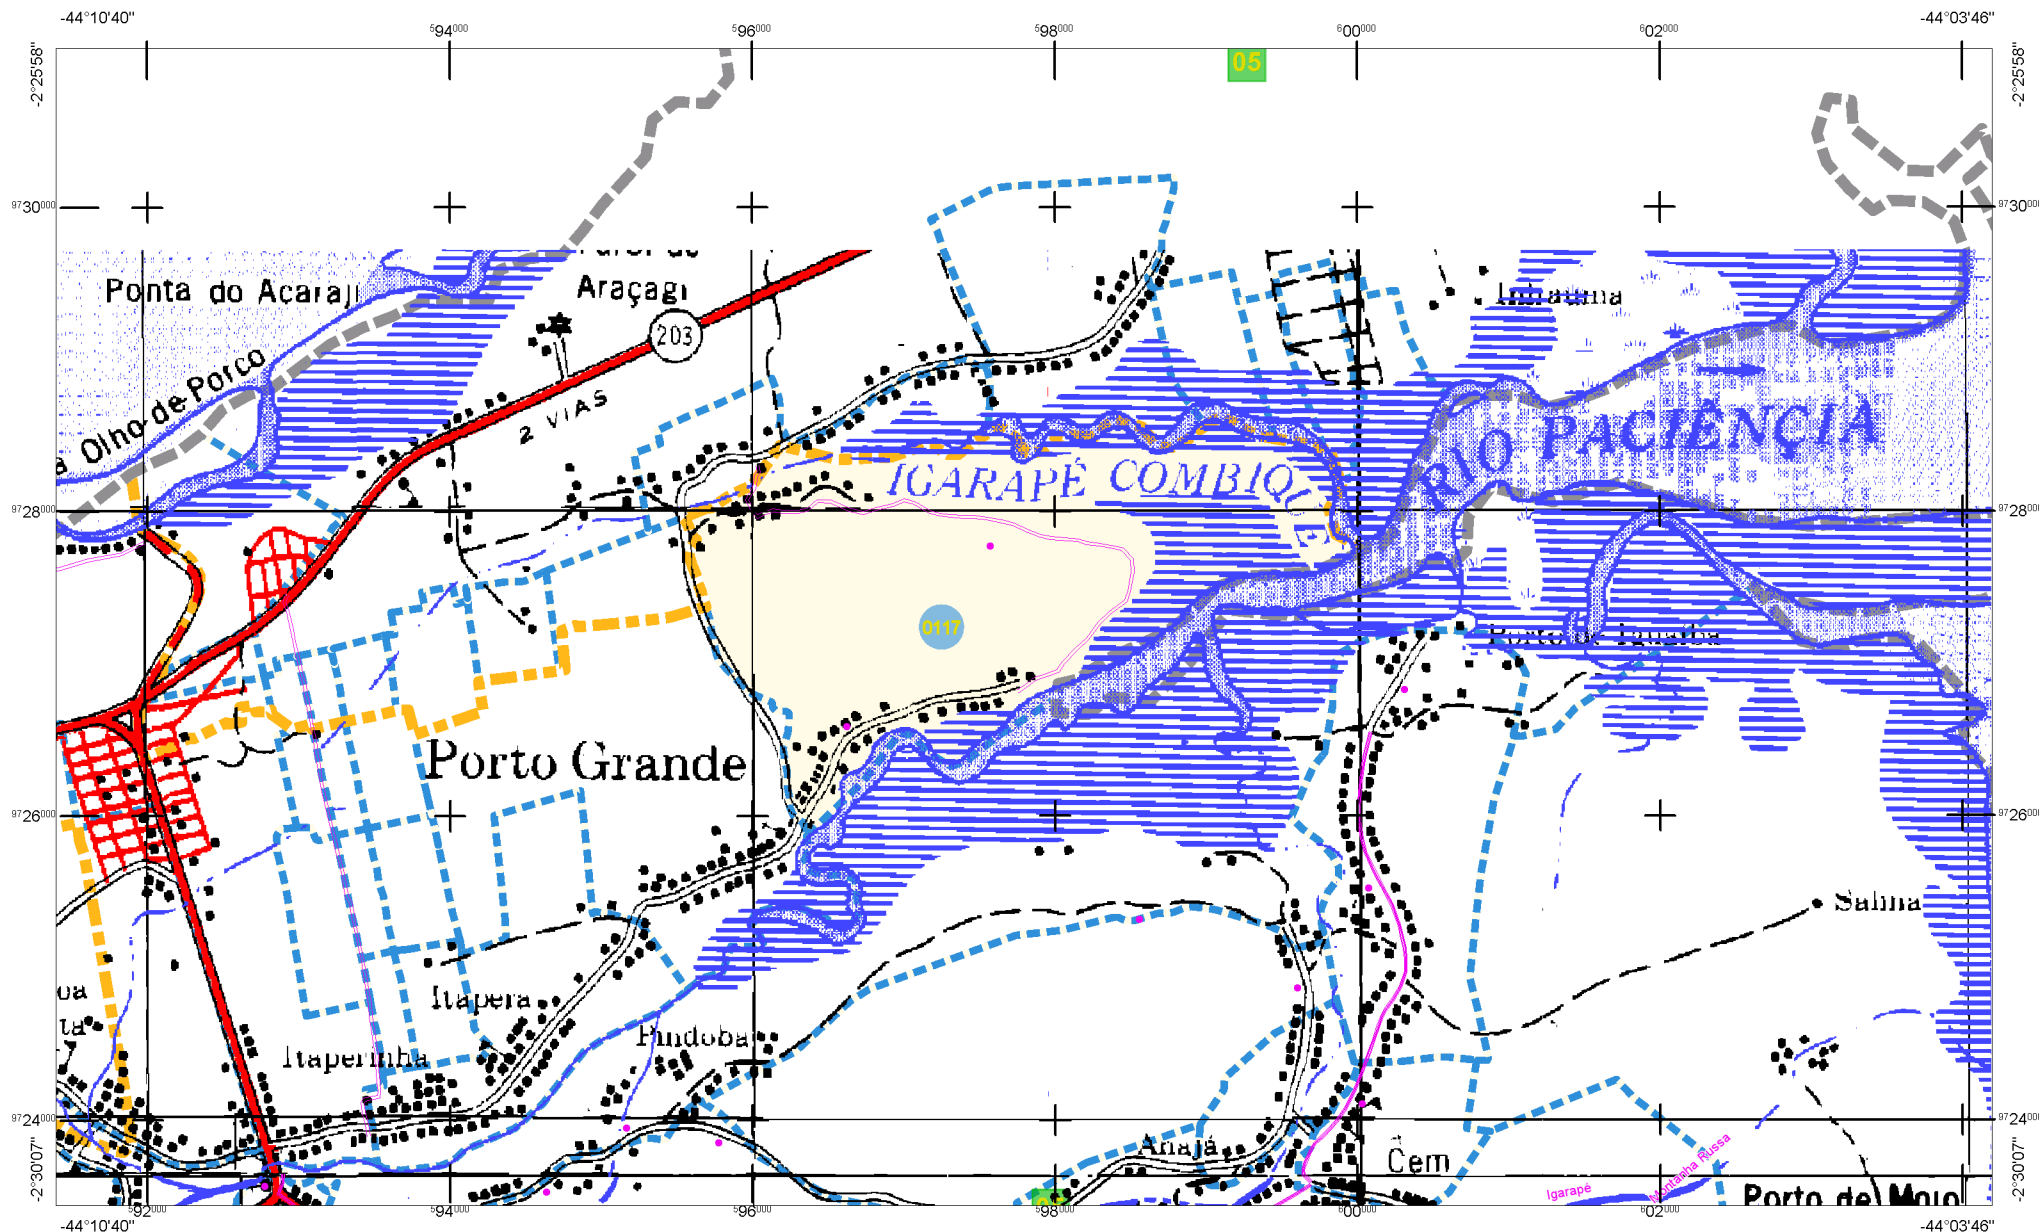 -44°10'40"
-44°03'46"
594000
596000
598000
600000
602000
-2°25'58"
-2°25'58"
05
9730000
9730000
Ponta do Acaraji
Araçagi
203
Olho de Porco
2 VIAS
RIO PACIÊNCIA
IGARAPÉ COMBIQUE
9728000
9728000
0117
Porto Grande
9726000
9726000
Salina
Itapera
Pindoba
Itaperinha
9724000
9724000
Anajá
Cem
Igarapé
Montanha Russa
Porto de Moio
-2°30'07"
-2°30'07"
592000
594000
596000
598000
600000
602000
-44°10'40"
-44°03'46"